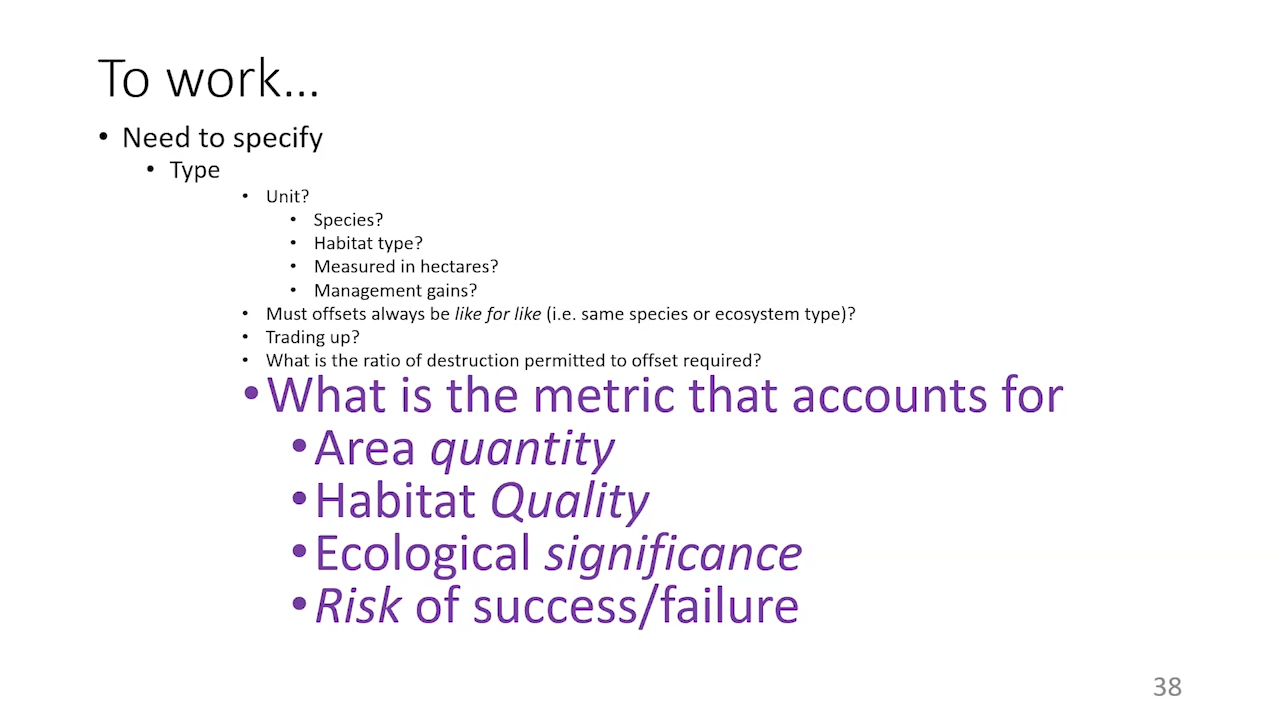 To work...
• Need to specify
• Type
• Unit?
• Species?
• Habitat type?
• Measured in hectares?
• Management gains?
• Must offsets always be like for like (i.e. same species or ecosystem type)?
• Trading up?
• What is the ratio of destruction permitted to offset required?
• What is the metric that accounts for
• Area quantity
• Habitat Quality
• Ecological significance
• Risk of success/failure
38